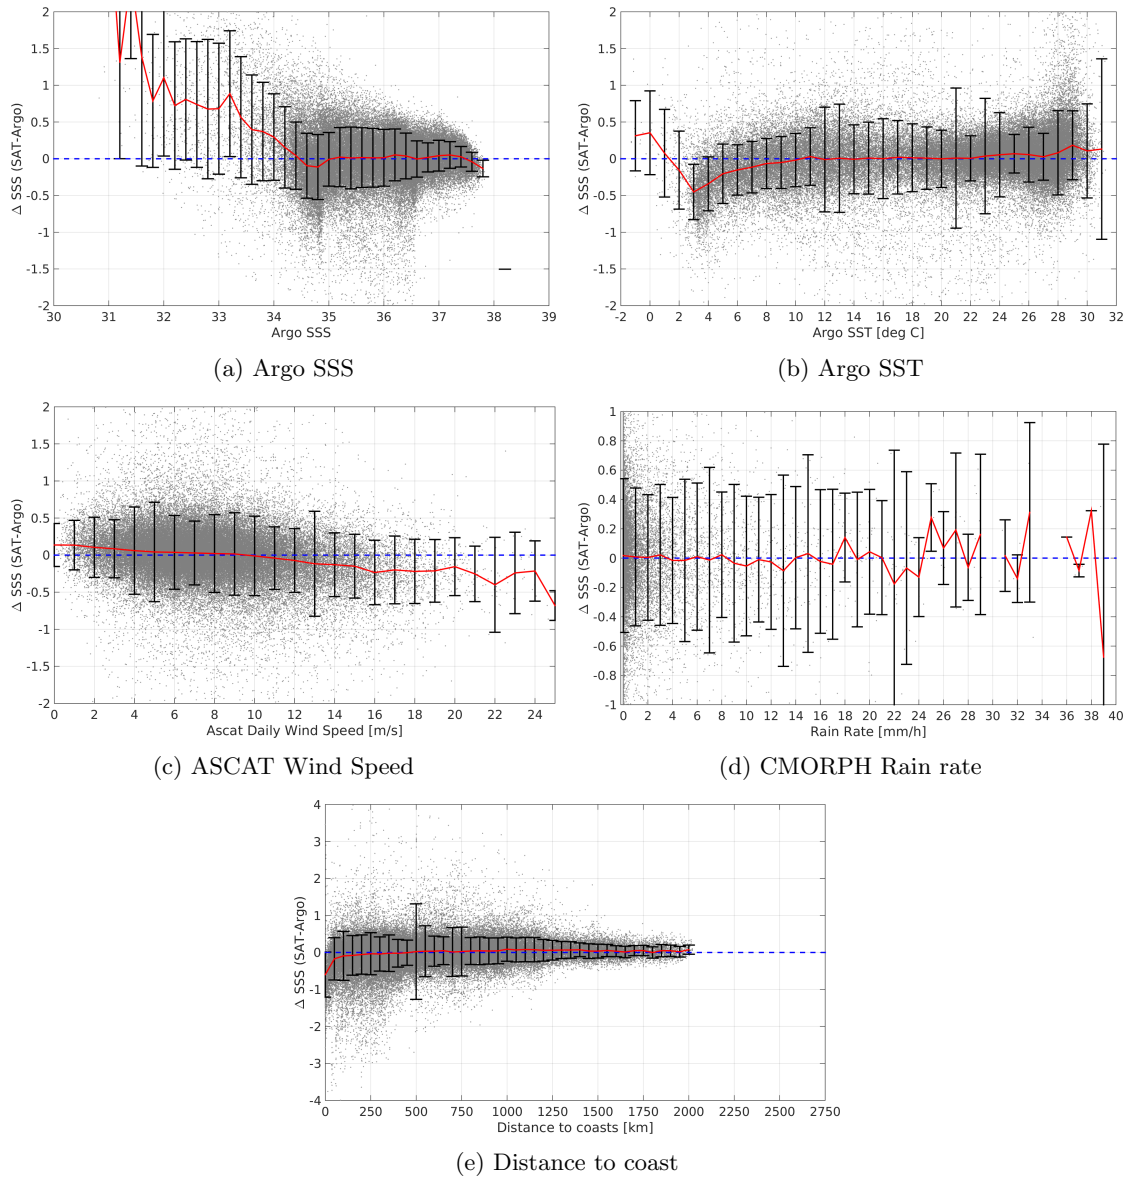 2
1.5
1
0.5
0
-0.5
-1
-1.5
-2
Δ SSS (SAT-Argo)
30 31 32 33 34 35 36 37 38 39
Argo SSS
(a) Argo SSS
2
1.5
1
0.5
0
-0.5
-1
-1.5
-2
Δ SSS (SAT-Argo)
-2 0 2 4 6 8 10 12 14 16 18 20 22 24 26 28 30 32
Argo SST [deg C]
(b) Argo SST
2
1.5
1
0.5
0
-0.5
-1
-1.5
-2
Δ SSS (SAT-Argo)
0 2 4 6 8 10 12 14 16 18 20 22 24
Ascat Daily Wind Speed [m/s]
(c) ASCAT Wind Speed
1
0.8
0.6
0.4
0.2
0
-0.2
-0.4
-0.6
-0.8
-1
Δ SSS (SAT-Argo)
0 2 4 6 8 10 12 14 16 18 20 22 24 26 28 30 32 34 36 38 40
Rain Rate [mm/h]
(d) CMORPH Rain rate
4
3
2
1
0
-1
-2
-3
-4
Δ SSS (SAT-Argo)
0 250 500 750 1000 1250 1500 1750 2000 2250 2500 2750
Distance to coasts [km]
(e) Distance to coast